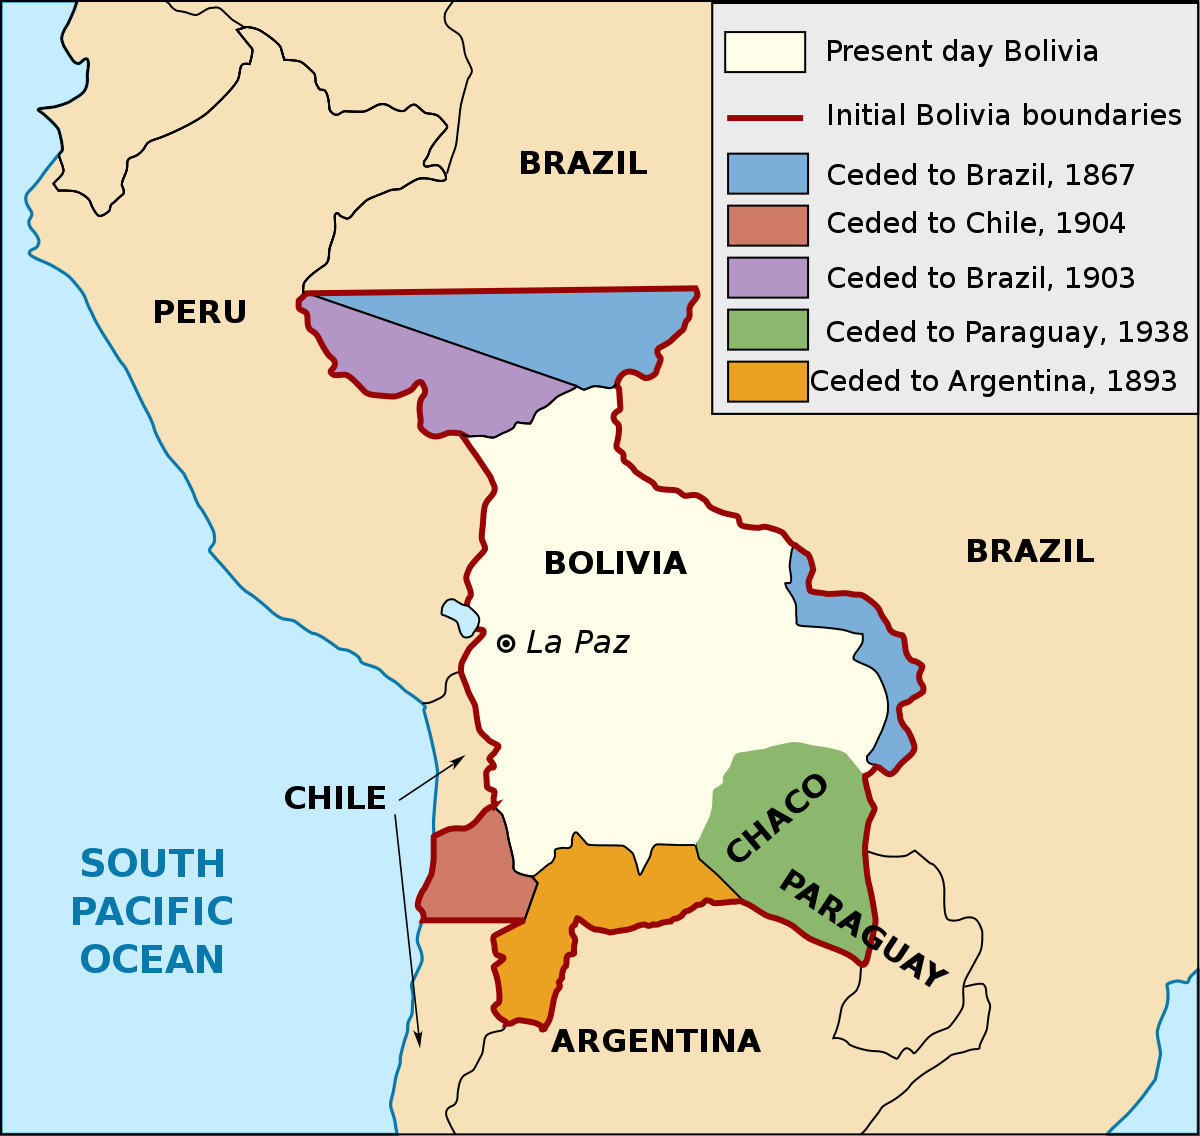 Present day Bolivia
Initial Bolivia boundaries
Ceded to Brazil, 1867
Ceded to Chile, 1904
Ceded to Brazil, 1903
Ceded to Paraguay, 1938
Ceded to Argentina, 1893
BRAZIL
PERU
BOLIVIA
BRAZIL
La Paz
CHILE
CHACO
SOUTH
PACIFIC
OCEAN
PARAGUAY
ARGENTINA